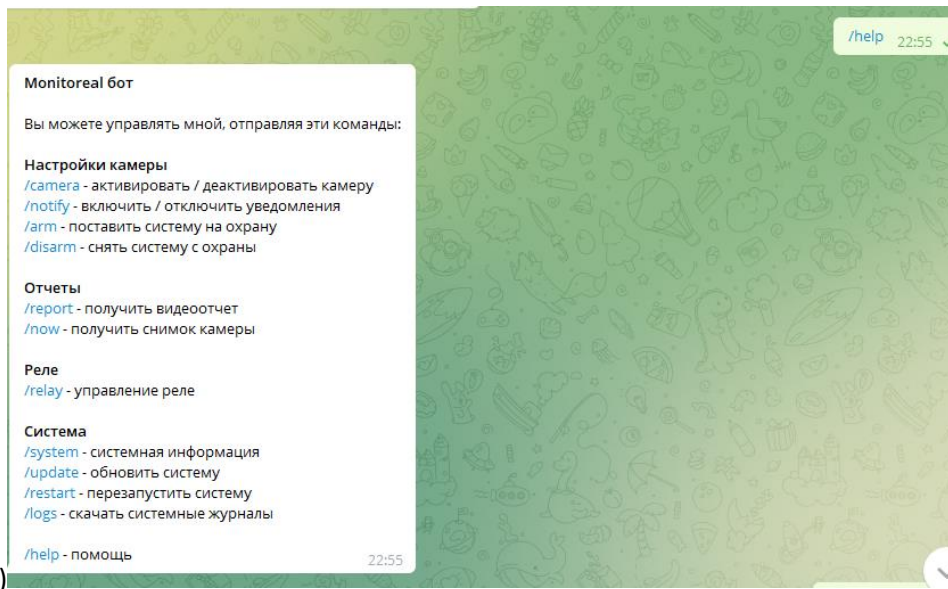 /help 22:55
Monitoreal бот
Вы можете управлять мной, отправляя эти команды:
Настройки камеры
/camera - активировать / деактивировать камеру
/notify - включить / отключить уведомления
/arm - поставить систему на охрану
/disarm - снять систему с охраны
Отчеты
/report - получить видеоотчет
/now - получить снимок камеры
Реле
/relay - управление реле
Система
/system - системная информация
/update - обновить систему
/restart - перезапустить систему
/logs - скачать системные журналы
/help - помощь
22:55
)